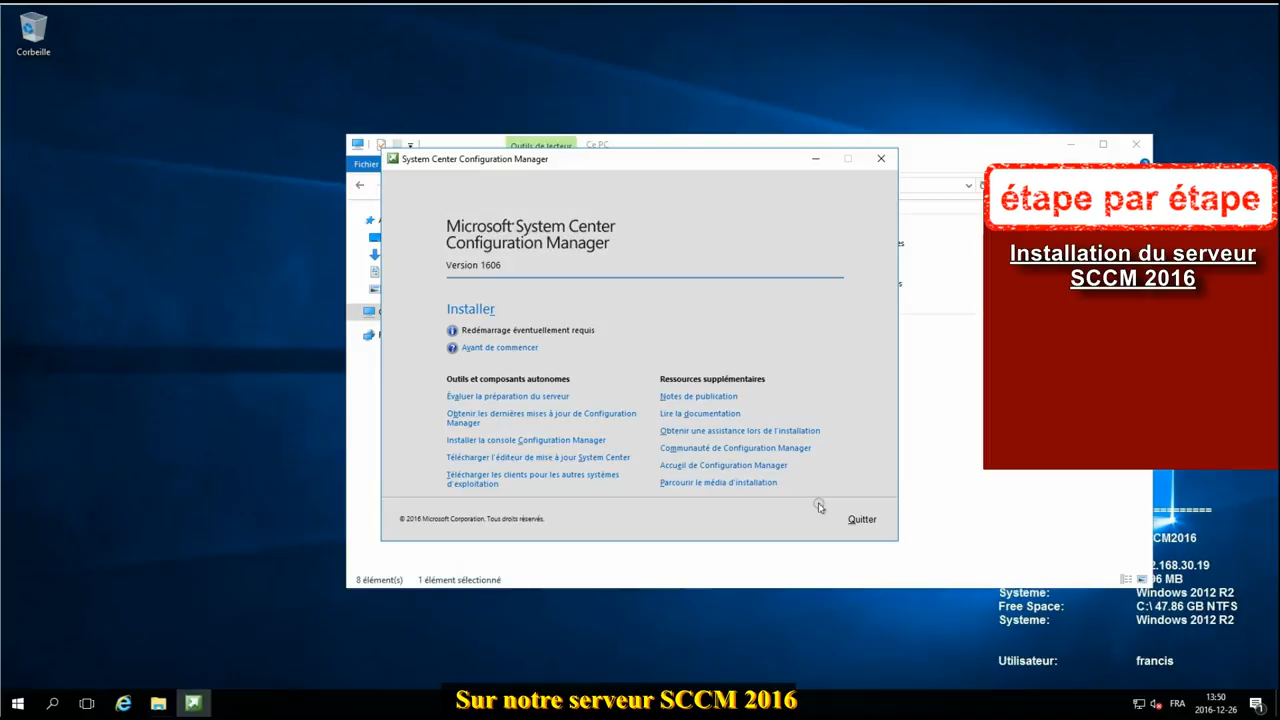 Corbeille
Outils de lecteur
Ce PC
Fichier
System Center Configuration Manager
Microsoft System Center
Configuration Manager
Version 1606
Installer
Redémarrage éventuellement requis
Avant de commencer
Outils et composants autonomes
Évaluer la préparation du serveur
Obtenir les dernières mises à jour de Configuration
Manager
Installer la console Configuration Manager
Télécharger l'éditeur de mise à jour System Center
Télécharger les clients pour les autres systèmes
d'exploitation
Ressources supplémentaires
Notes de publication
Lire la documentation
Obtenir une assistance lors de l'installation
Communauté de Configuration Manager
Accueil de Configuration Manager
Parcourir le média d'installation
© 2016 Microsoft Corporation. Tous droits réservés.
Quitter
8 élément(s)
1 élément sélectionné
étape par étape
Installation du serveur
SCCM 2016
==========
CM2016
2.168.30.19
96 MB
Systeme: Windows 2012 R2
Free Space: C:\ 47.86 GB NTFS
Systeme: Windows 2012 R2
Utilisateur: francis
Sur notre serveur SCCM 2016
FRA
13:50
2016-12-26